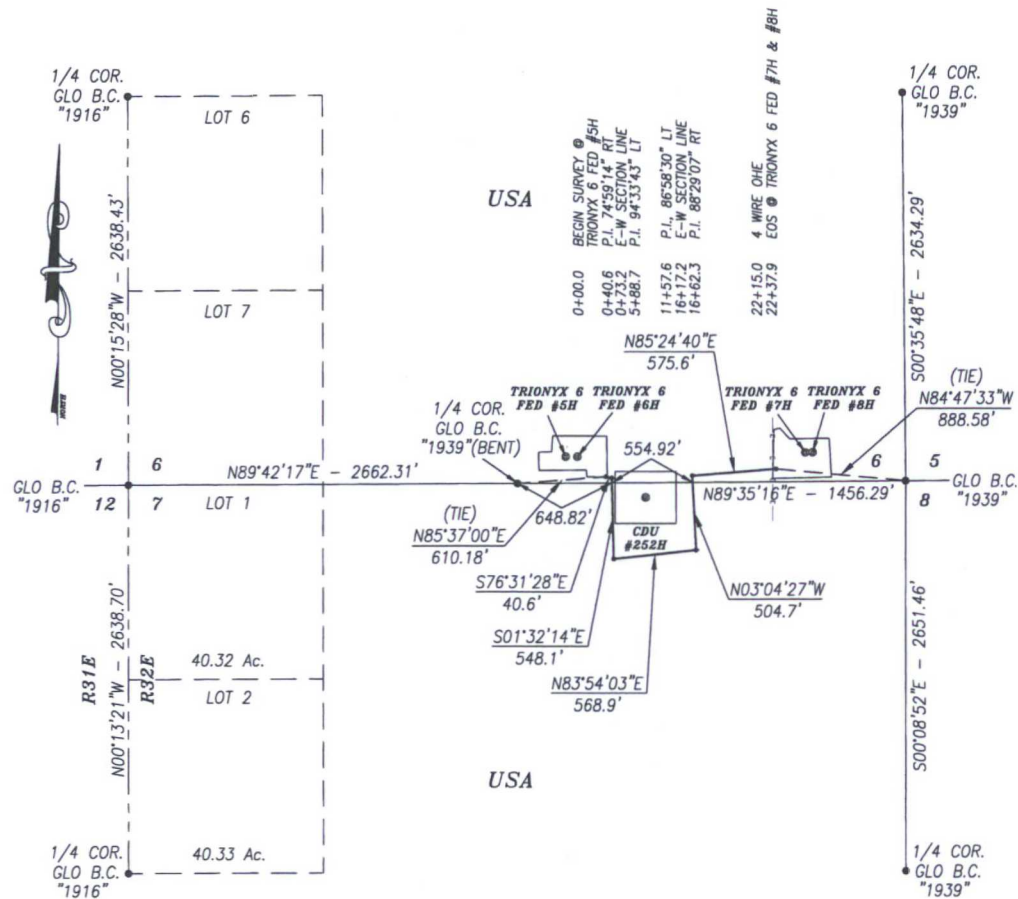 1/4 COR.
GLO B.C.
"1916"
LOT 6
N00°15'28"W - 2638.43'
LOT 7
NORTH
USA
0+00.0 BEGIN SURVEY @
TRIONYX 6 FED #5H
0+40.6 P.I. 74°59'14" RT
0+73.2 E-W SECTION LINE
5+88.7 P.I. 94°33'43" LT
11+57.6 P.I., 86°58'30" LT
16+17.2 E-W SECTION LINE
16+62.3 P.I. 88°29'07" RT
22+15.0 4 WIRE OHE
22+37.9 EOS @ TRIONYX 6 FED #7H & #8H
1/4 COR.
GLO B.C.
"1939"
S00°35'48"E - 2634.29'
N85°24'40"E
575.6'
(TIE)
N84°47'33"W
888.58'
TRIONYX 6
FED #5H
TRIONYX 6
FED #6H
TRIONYX 6
FED #7H
TRIONYX 6
FED #8H
1/4 COR.
GLO B.C.
"1939"(BENT)
554.92'
1 6
N89°42'17"E - 2662.31'
6 5
GLO B.C.
"1916"
12 7
LOT 1
N89°35'16"E - 1456.29'
8
GLO B.C.
"1939"
648.82'
(TIE)
N85°37'00"E
610.18'
CDU
#252H
S76°31'28"E
40.6'
N03°04'27"W
504.7'
S01°32'14"E
548.1'
N83°54'03"E
568.9'
R31E
N00°13'21"W - 2638.70'
R32E
40.32 Ac.
LOT 2
S00°08'52"E - 2651.46'
USA
1/4 COR.
GLO B.C.
"1916"
40.33 Ac.
1/4 COR.
GLO B.C.
"1939"